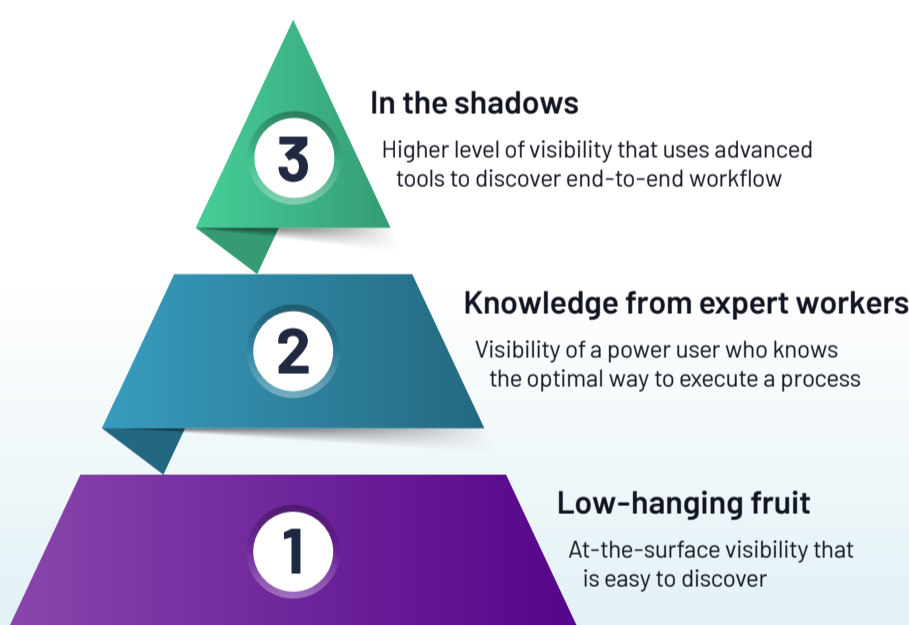 3
In the shadows
Higher level of visibility that uses advanced
tools to discover end-to-end workflow
2
Knowledge from expert workers
Visibility of a power user who knows
the optimal way to execute a process
1
Low-hanging fruit
At-the-surface visibility that
is easy to discover